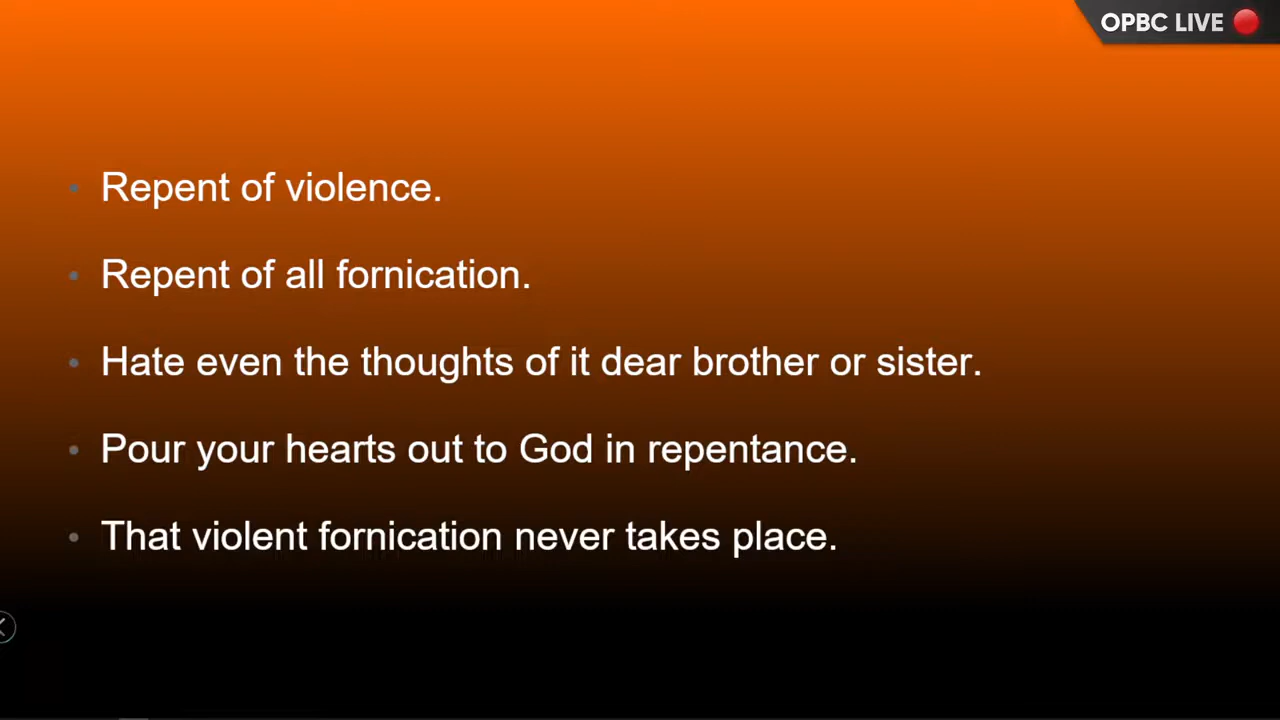 OPBC LIVE
• Repent of violence.
• Repent of all fornication.
• Hate even the thoughts of it dear brother or sister.
• Pour your hearts out to God in repentance.
• That violent fornication never takes place.